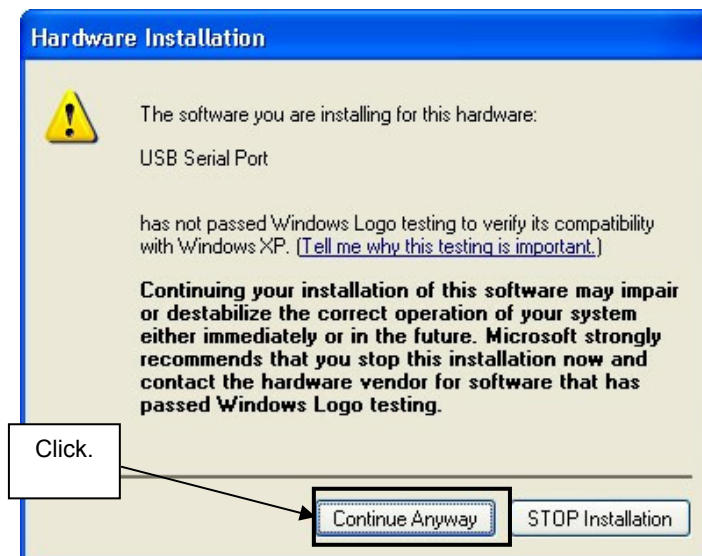 Hardware Installation
The software you are installing for this hardware:
USB Serial Port
has not passed Windows Logo testing to verify its compatibility
with Windows XP. (Tell me why this testing is important.)
Continuing your installation of this software may impair
or destabilize the correct operation of your system
either immediately or in the future. Microsoft strongly
recommends that you stop this installation now and
contact the hardware vendor for software that has
passed Windows Logo testing.
Click.
Continue Anyway
STOP Installation